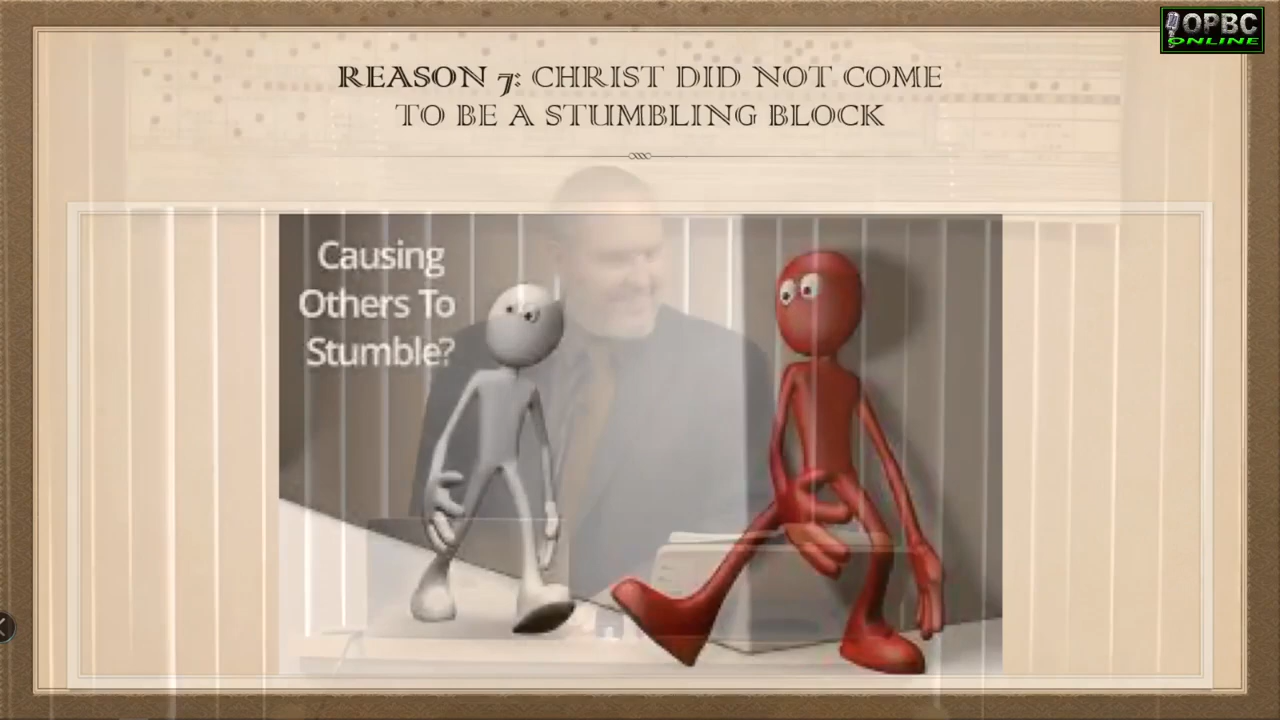 OPBC
ONLINE
REASON 7: CHRIST DID NOT COME
TO BE A STUMBLING BLOCK
Causing
Others To
Stumble?